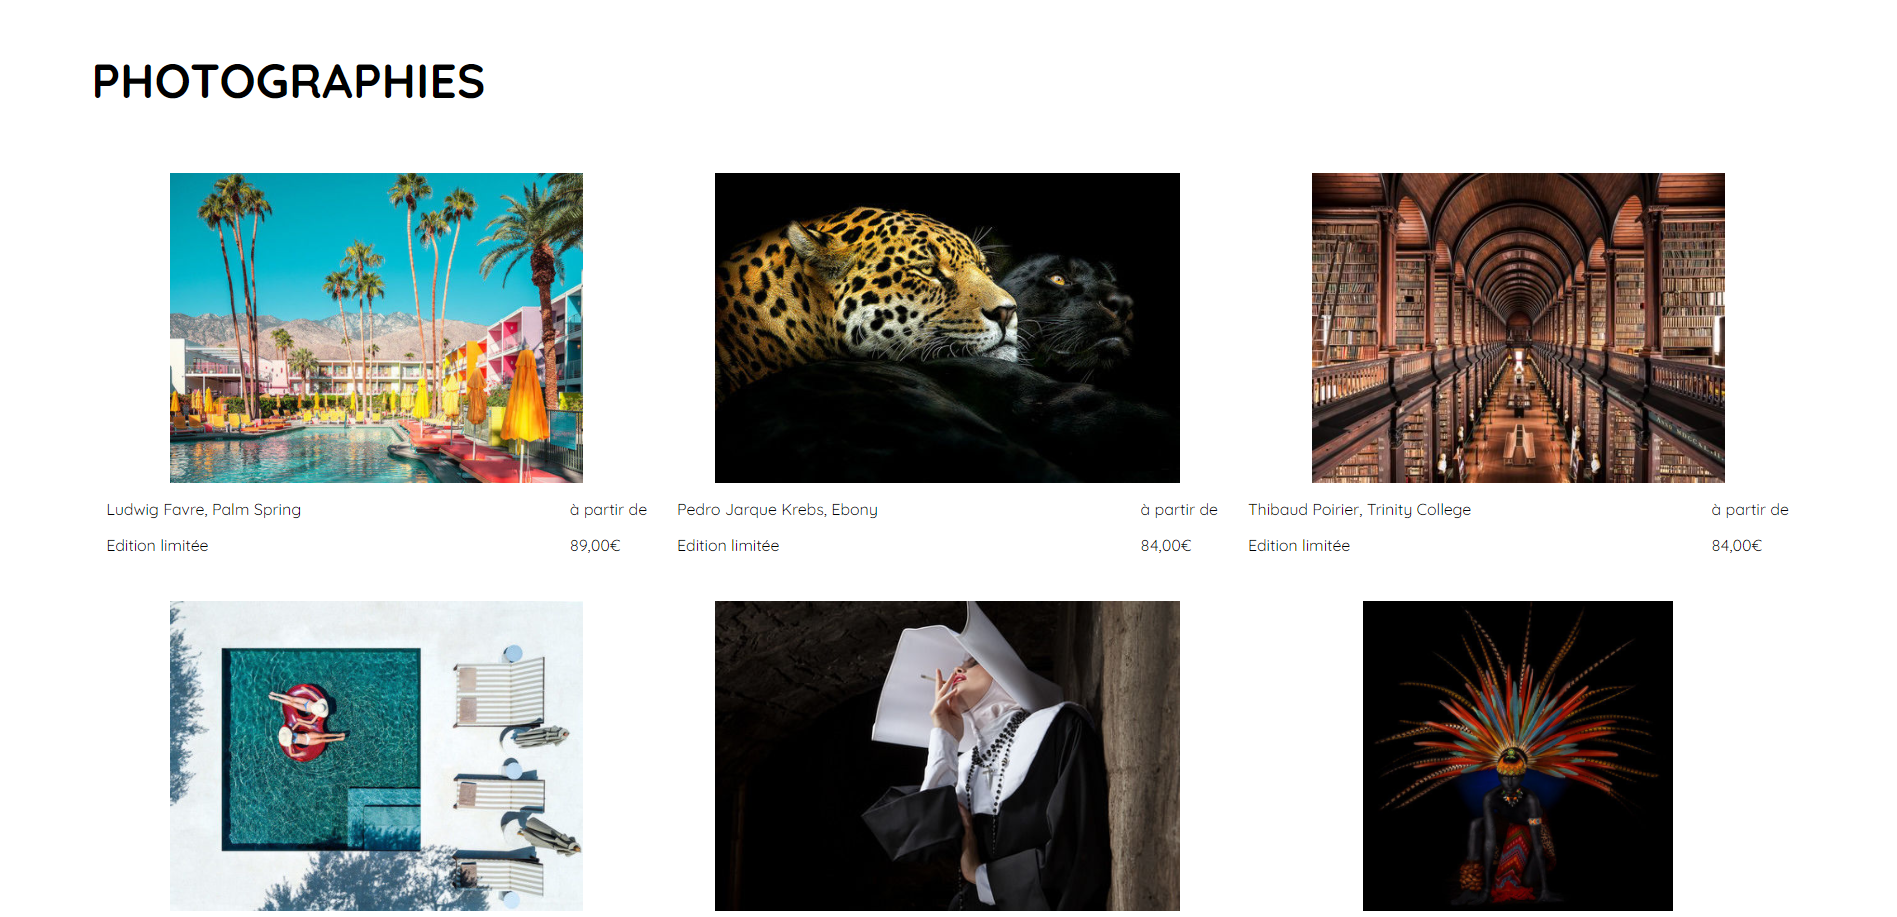 PHOTOGRAPHIES
Ludwig Favre, Palm Spring
à partir de
Edition limitée
89,00€
Pedro Jarque Krebs, Ebony
à partir de
Edition limitée
84,00€
Thibaud Poirier, Trinity College
à partir de
Edition limitée
84,00€